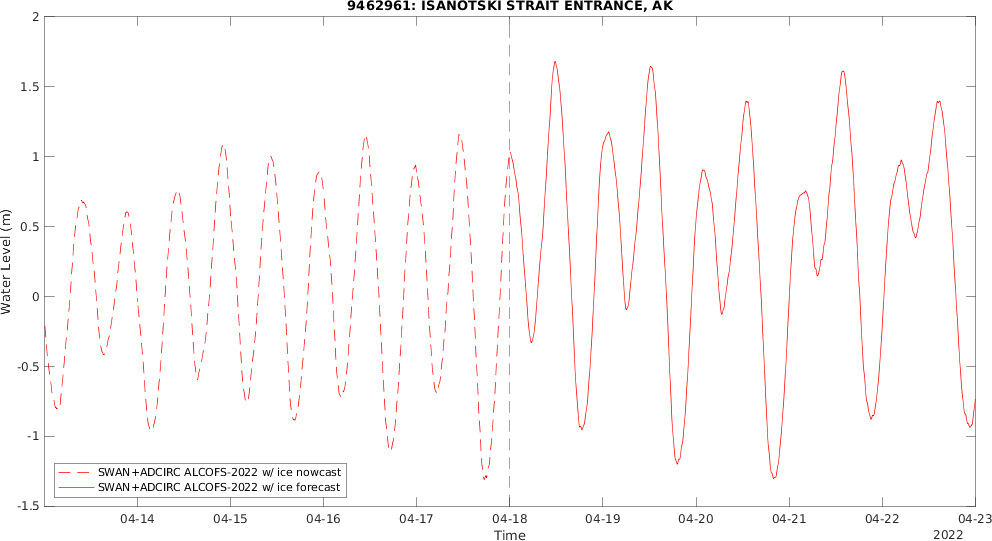 9462961: ISANOTSKI STRAIT ENTRANCE, AK
2
1.5
1
0.5
0
-0.5
-1
-1.5
Water Level (m)
SWAN+ADCIRC ALCOFS-2022 w/ ice nowcast
SWAN+ADCIRC ALCOFS-2022 w/ ice forecast
04-14 04-15 04-16 04-17 04-18 04-19 04-20 04-21 04-22 04-23
Time
2022